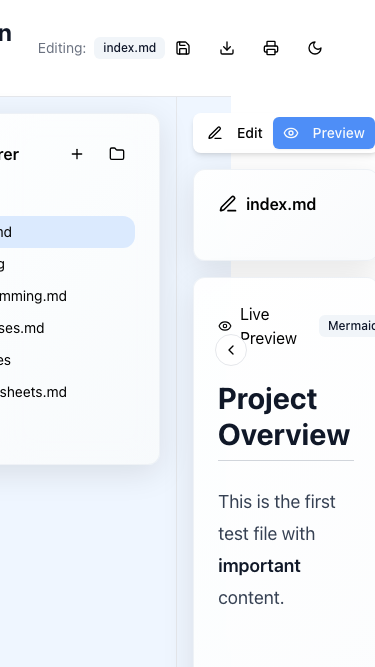 n
Editing: index.md
rer
nd
g
mming.md
ses.md
es
sheets.md
Edit
Preview
index.md
Live
Preview
Mermaid
Project
Overview
This is the first
test file with
important
content.